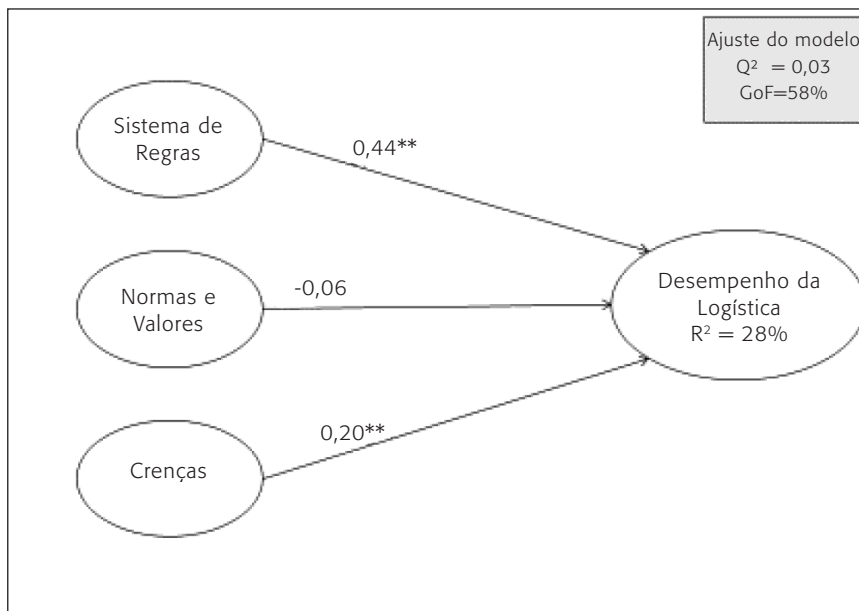 Ajuste do modelo
Q² = 0,03
GoF=58%
Sistema de
Regras
0,44**
Normas e
Valores
-0,06
Desempenho da
Logística
R² = 28%
Crenças
0,20**